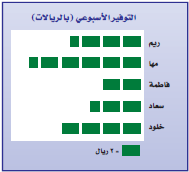 التوفير الأسبوعي (بالريالات)
ريم
مها
فاطمة
سعاد
خلود
= ٢٠ ريال